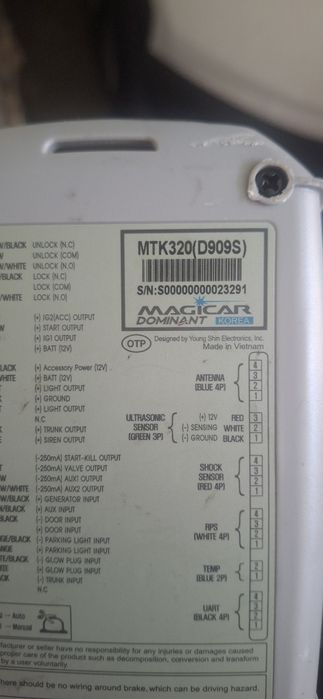 MTK320(D909S)
S/N:S00000000023291
MAGICAR
DOMINANT KOREA
OTP
Designed by Young Shin Electronics, Inc.
Made in Vietnam
/BLACK UNLOCK (N.C)
UNLOCK (COM)
/WHITE UNLOCK (N.O)
/BLACK LOCK (N.C)
LOCK (COM)
/WHITE LOCK (N.O)
(+) IG2(ACC) OUTPUT
(+) START OUTPUT
(+) IG1 OUTPUT
(+) BATT (12V)
(+) Accessory Power (12V)
(+) BATT (12V)
(+) LIGHT OUTPUT
(+) GROUND
(+) LIGHT OUTPUT
N.C
(+) TRUNK OUTPUT
(+) SIREN OUTPUT
(-250mA) START-KILL OUTPUT
(-250mA) VALVE OUTPUT
(-250mA) AUX1 OUTPUT
(-250mA) AUX2 OUTPUT
(+) GENERATOR INPUT
(+) AUX INPUT
(-) DOOR INPUT
(+) DOOR INPUT
(-) PARKING LIGHT INPUT
(+) PARKING LIGHT INPUT
(-) GLOW PLUG INPUT
(+) GLOW PLUG INPUT
(-) TRUNK INPUT
N.C
ANTENNA
(BLUE 4P)
4
3
2
1
ULTRASONIC
SENSOR
(GREEN 3P)
(+) 12V RED 3
(-) SENSING WHITE 2
(-) GROUND BLACK 1
SHOCK
SENSOR
(RED 4P)
4
3
2
1
RPS
(WHITE 4P)
4
3
2
1
TEMP
(BLUE 2P)
2
1
UART
(BLACK 4P)
4
3
2
1
Auto
Manual
facturer or seller have no responsibility for any injuries or damages caused
proper care of the product such as decomposition, conversion and transform
by a user voluntarily.
here should be no wiring around brake, which can be driving hazard.